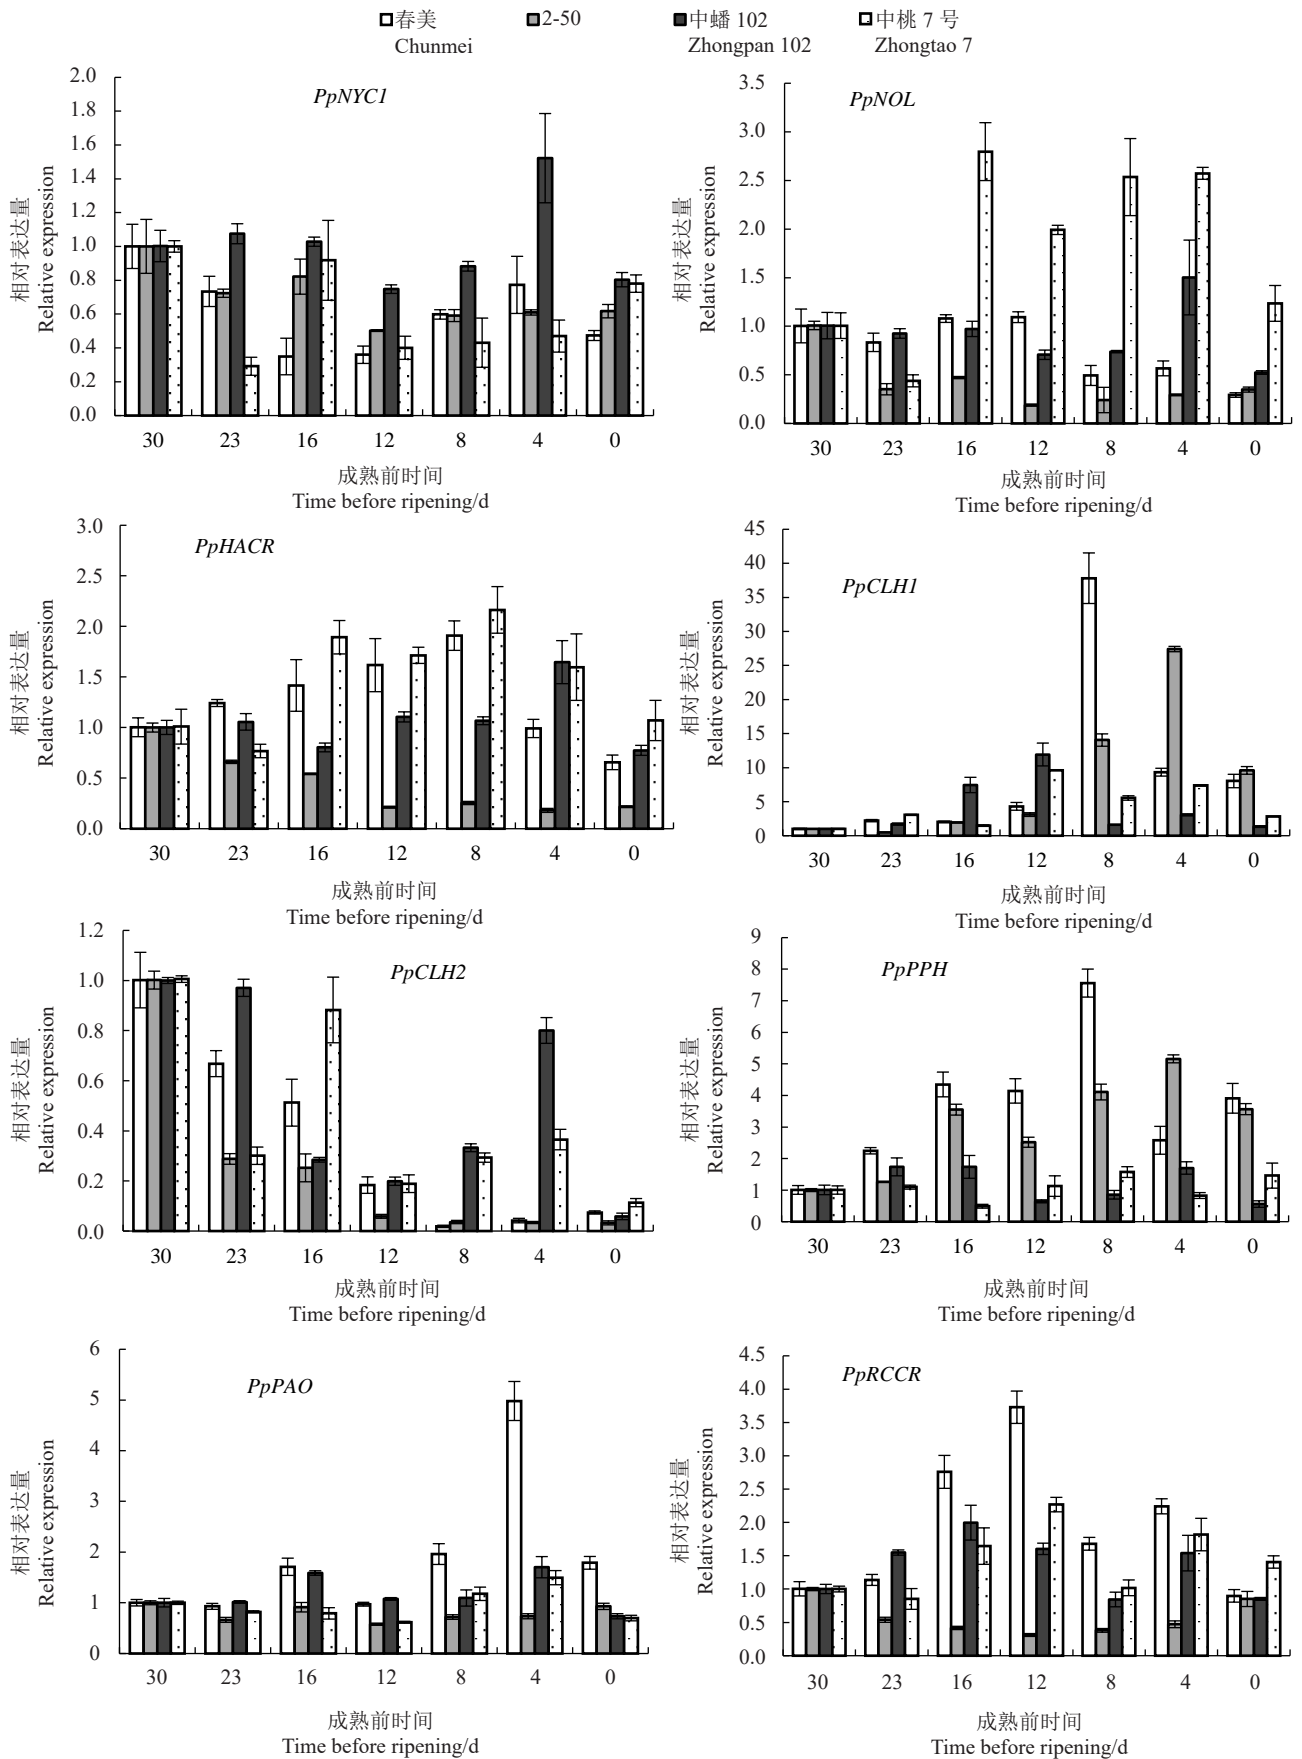 春美 2-50 中蟠 102 中桃 7 号
Chunmei Zhongpan 102 Zhongtao 7
PpNYC1
相对表达量
Relative expression
2.0
1.8
1.6
1.4
1.2
1.0
0.8
0.6
0.4
0.2
0.0
30 23 16 12 8 4 0
成熟前时间
Time before ripening/d
PpNOL
相对表达量
Relative expression
3.5
3.0
2.5
2.0
1.5
1.0
0.5
0.0
30 23 16 12 8 4 0
成熟前时间
Time before ripening/d
PpHACR
相对表达量
Relative expression
3.0
2.5
2.0
1.5
1.0
0.5
0.0
30 23 16 12 8 4 0
成熟前时间
Time before ripening/d
PpCLH1
相对表达量
Relative expression
45
40
35
30
25
20
15
10
5
0
30 23 16 12 8 4 0
成熟前时间
Time before ripening/d
PpCLH2
相对表达量
Relative expression
1.2
1.0
0.8
0.6
0.4
0.2
0.0
30 23 16 12 8 4 0
成熟前时间
Time before ripening/d
PpPPH
相对表达量
Relative expression
9
8
7
6
5
4
3
2
1
0
30 23 16 12 8 4 0
成熟前时间
Time before ripening/d
PpPAO
相对表达量
Relative expression
6
5
4
3
2
1
0
30 23 16 12 8 4 0
成熟前时间
Time before ripening/d
PpRCCR
相对表达量
Relative expression
4.5
4.0
3.5
3.0
2.5
2.0
1.5
1.0
0.5
0.0
30 23 16 12 8 4 0
成熟前时间
Time before ripening/d